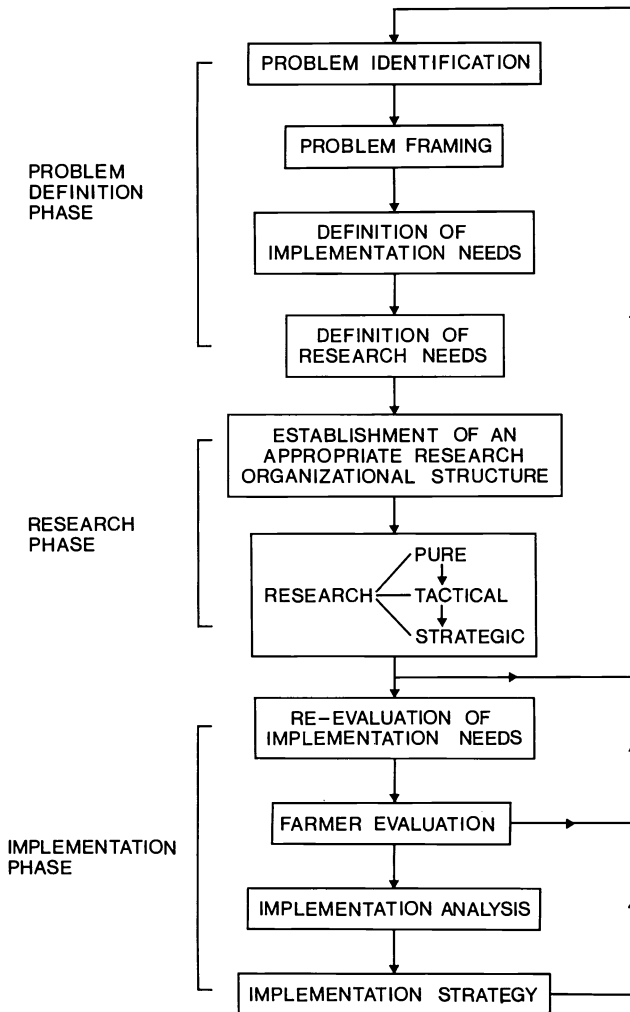 PROBLEM IDENTIFICATION
PROBLEM FRAMING
PROBLEM
DEFINITION
PHASE
DEFINITION OF
IMPLEMENTATION NEEDS
DEFINITION OF
RESEARCH NEEDS
ESTABLISHMENT OF AN
APPROPRIATE RESEARCH
ORGANIZATIONAL STRUCTURE
RESEARCH
PHASE
PURE
RESEARCH TACTICAL
STRATEGIC
RE-EVALUATION OF
IMPLEMENTATION NEEDS
FARMER EVALUATION
IMPLEMENTATION
PHASE
IMPLEMENTATION ANALYSIS
IMPLEMENTATION STRATEGY